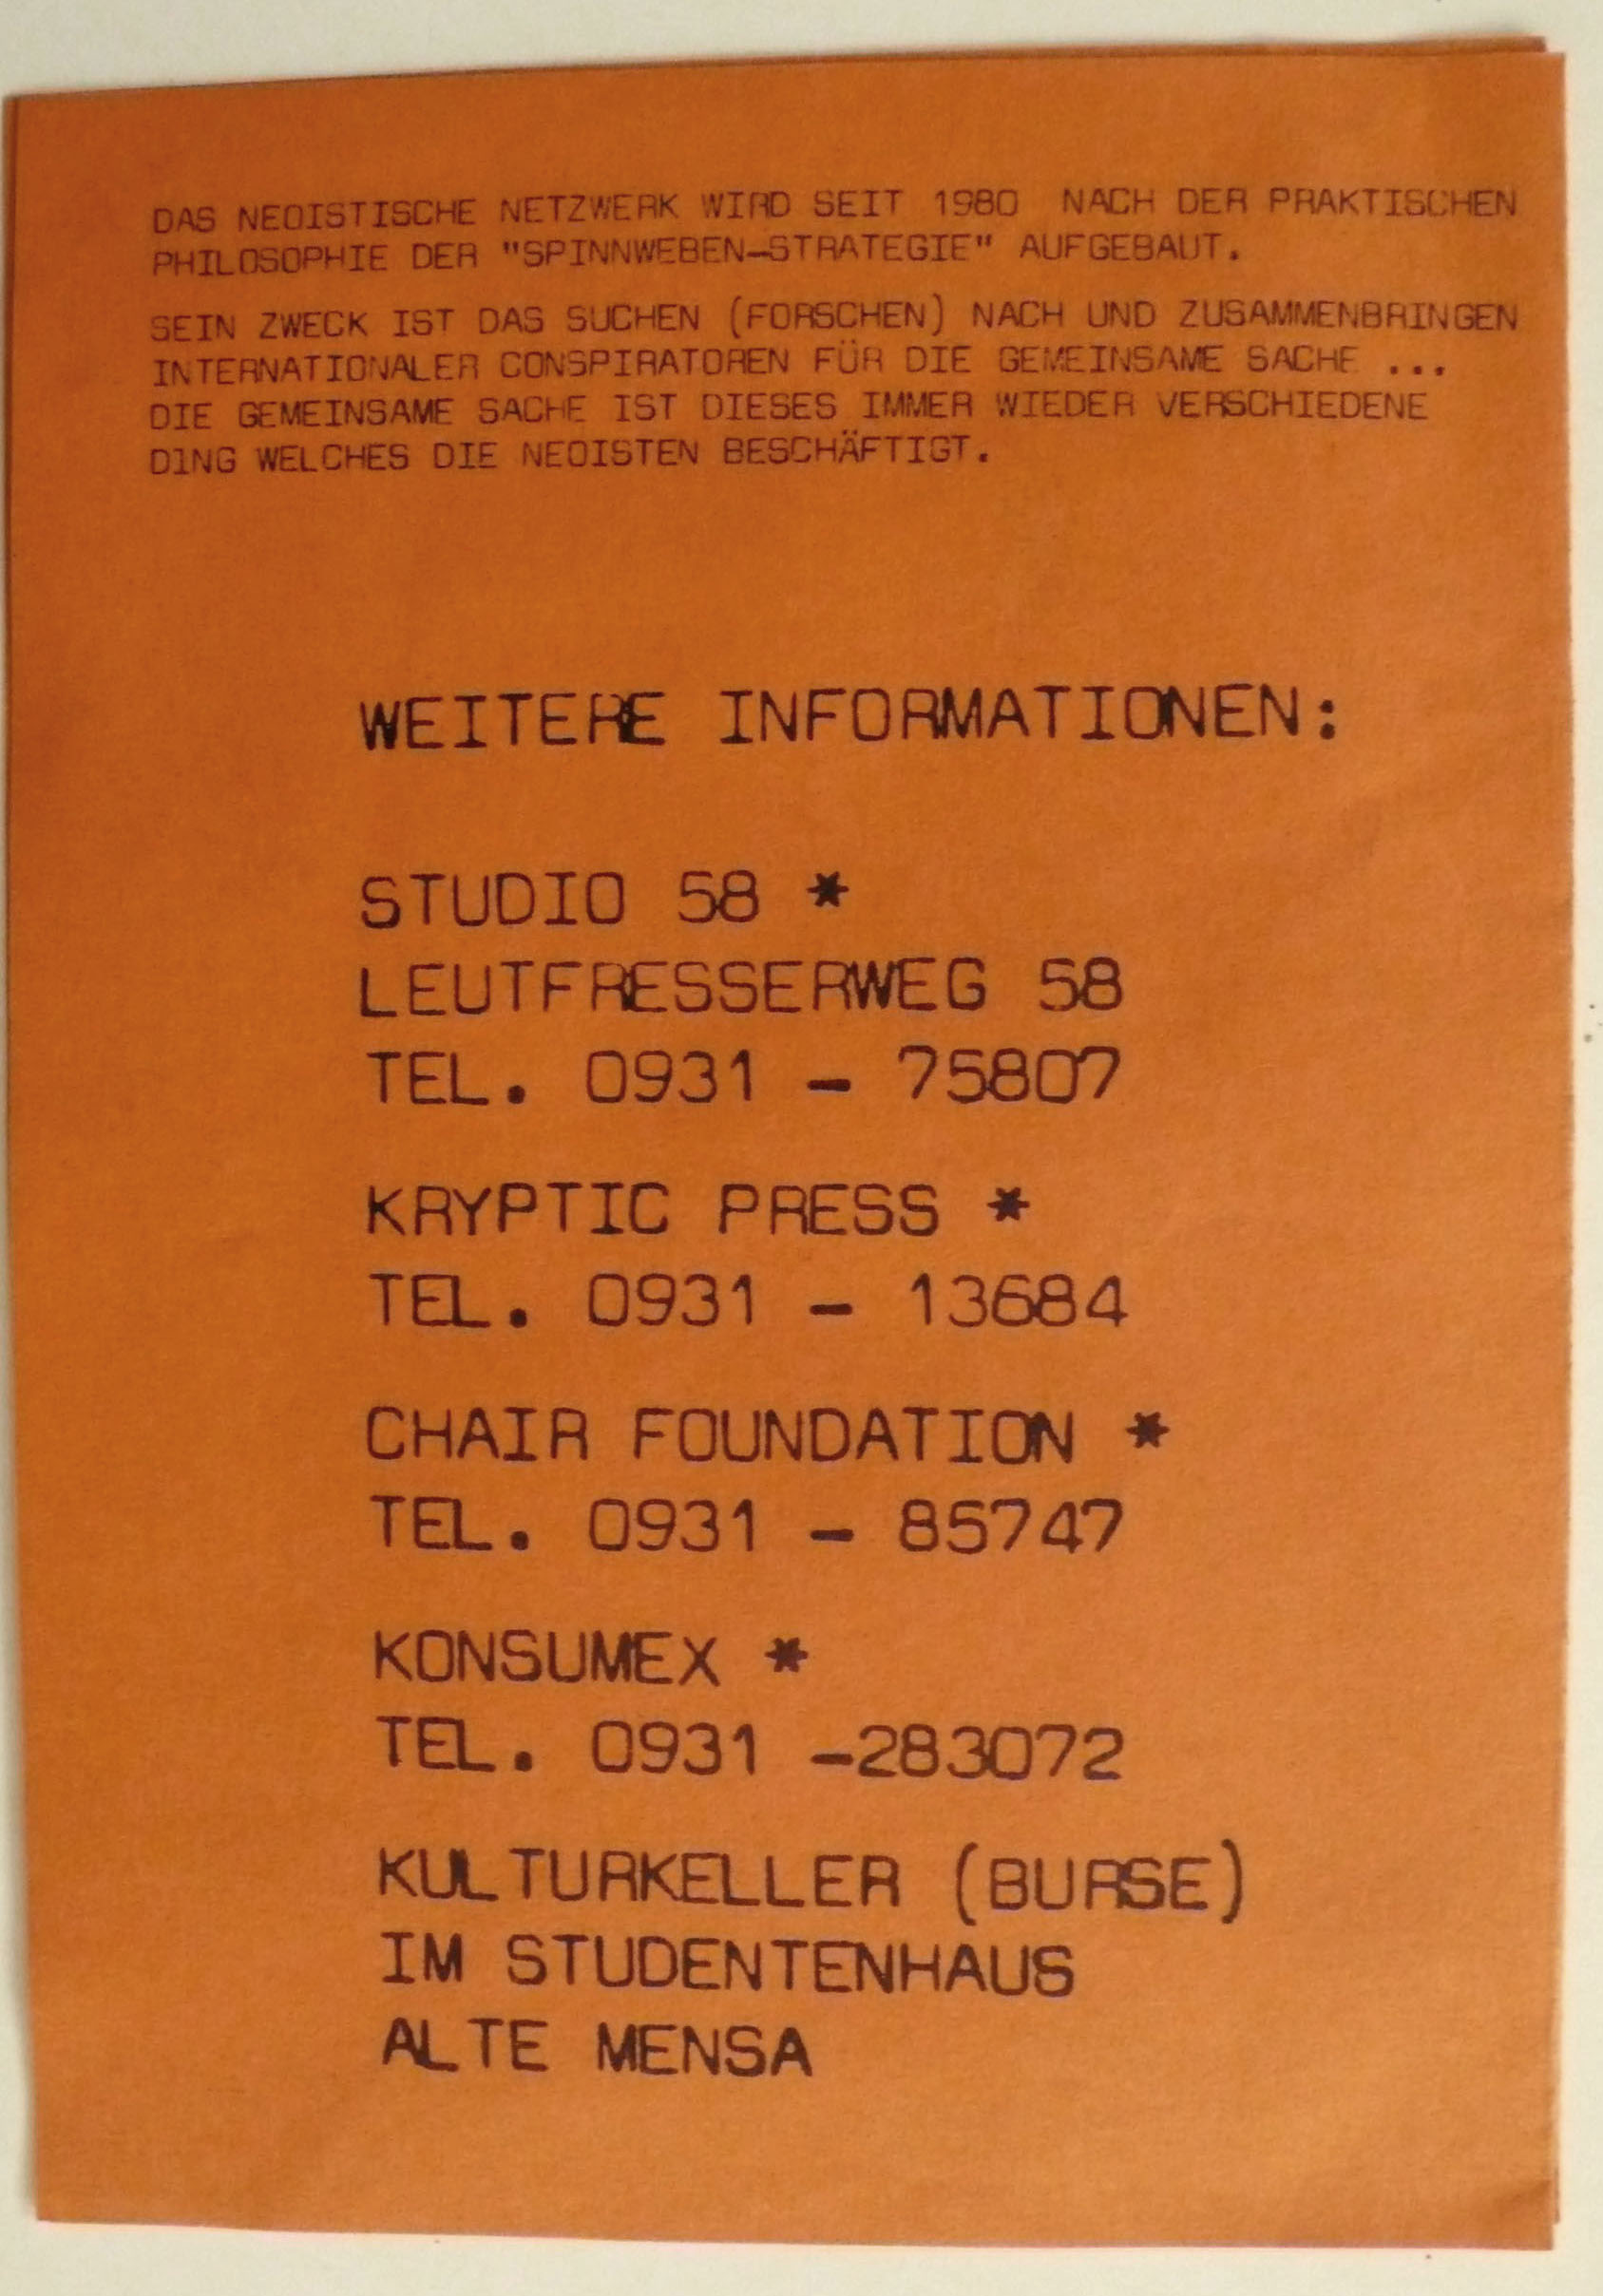 DAS NEOISTISCHE NETZWERK WIRD SEIT 1980 NACH DER PRAKTISCHEN
PHILOSOPHIE DER "SPINNWEBEN-STRATEGIE" AUFGEBAUT.
SEIN ZWECK IST DAS SUCHEN (FORSCHEN) NACH UND ZUSAMMENBRINGEN
INTERNATIONALER CONSPIRATOREN FÜR DIE GEMEINSAME SACHE ...
DIE GEMEINSAME SACHE IST DIESES IMMER WIEDER VERSCHIEDENE
DING WELCHES DIE NEOISTEN BESCHÄFTIGT.
WEITERE INFORMATIONEN:
STUDIO 58 *
LEUTFRESSERWEG 58
TEL. 0931 - 75807
KRYPTIC PRESS *
TEL. 0931 - 13684
CHAIR FOUNDATION *
TEL. 0931 - 85747
KONSUMEX *
TEL. 0931 -283072
KULTURKELLER (BURSE)
IM STUDENTENHAUS
ALTE MENSA